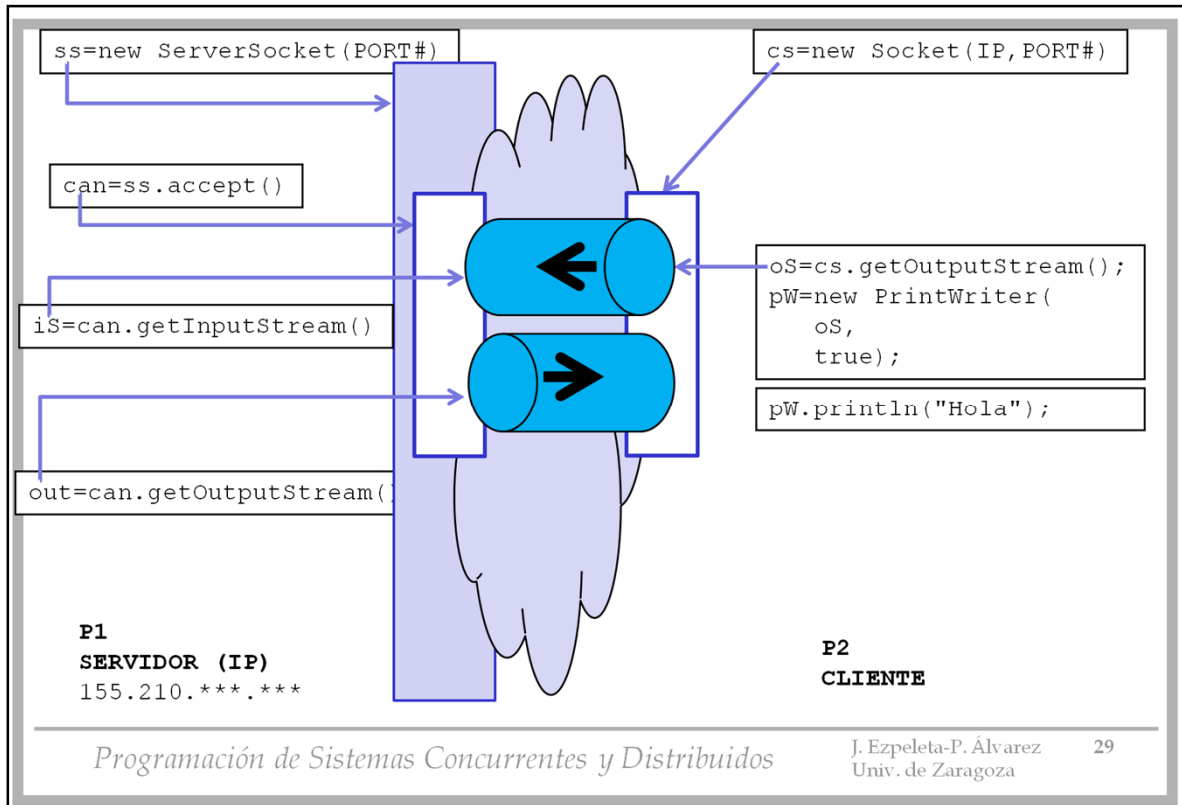 ss=new ServerSocket(PORT#)
cs=new Socket(IP,PORT#)
can=ss.accept()
iS=can.getInputStream()
out=can.getOutputStream(
oS=cs.getOutputStream();
pW=new PrintWriter(
oS,
true);
pW.println("Hola");
P1
SERVIDOR (IP)
155.210.***.***
P2
CLIENTE
Programación de Sistemas Concurrentes y Distribuidos
J. Ezpeleta-P. Álvarez
Univ. de Zaragoza
29